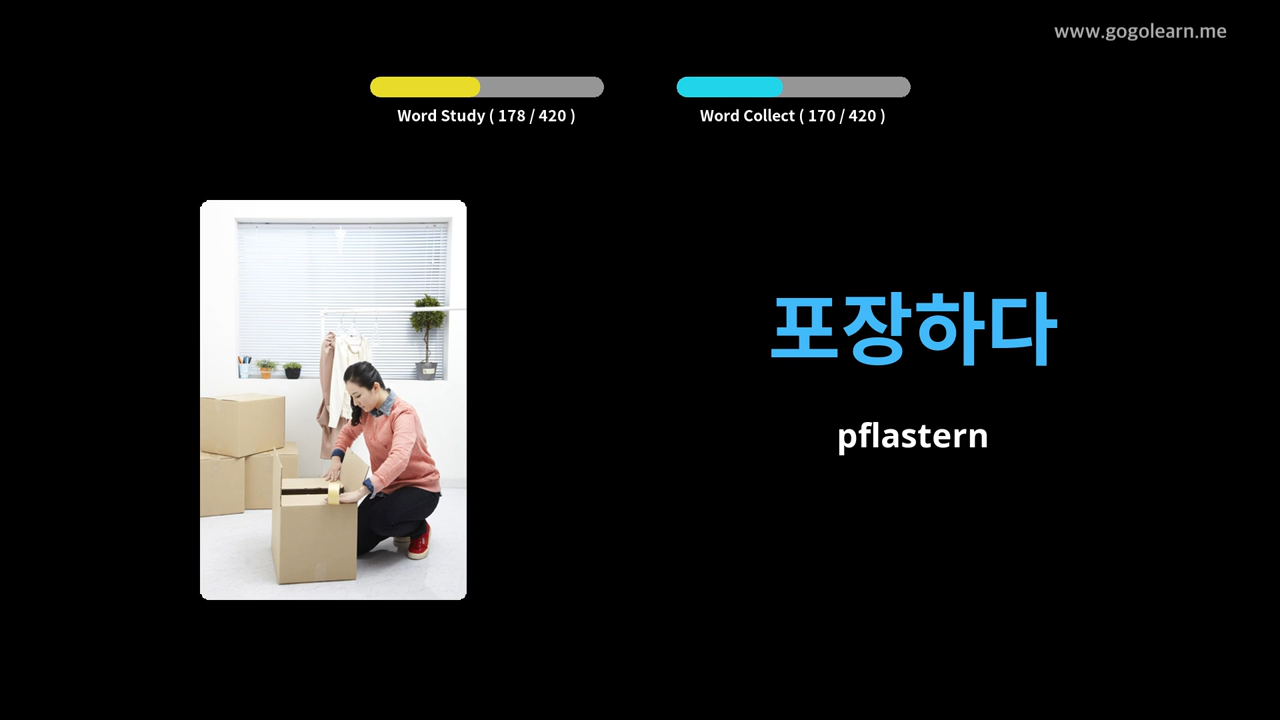 www.gogolearn.me
Word Study ( 178 / 420 )
Word Collect ( 170 / 420 )
포장하다
pflastern